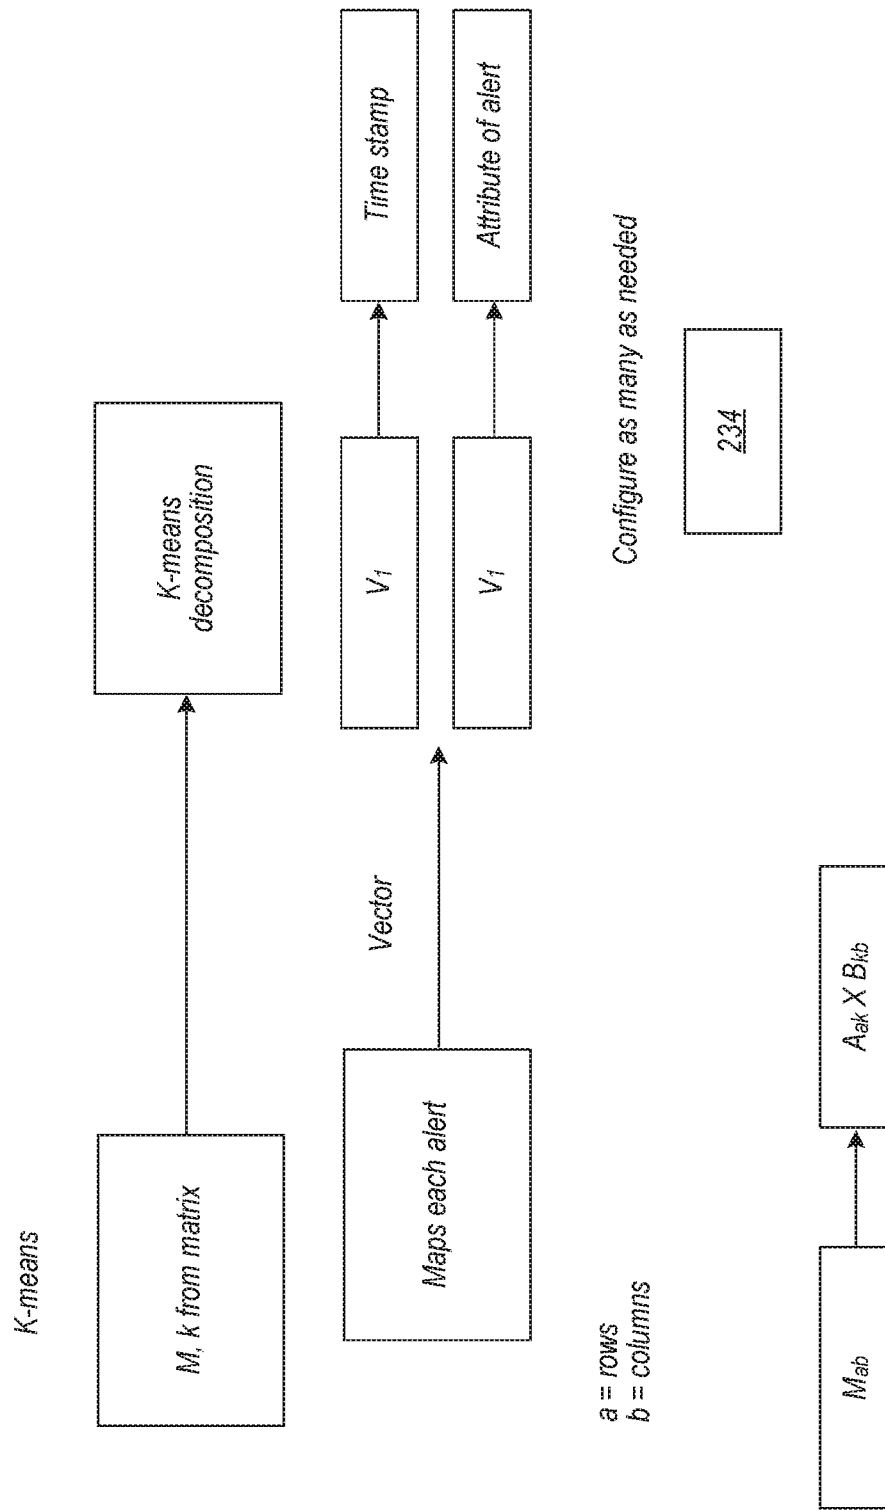 K-means
M, k from matrix
K-means
decomposition
Maps each alert
Vector
V1
Time stamp
V1
Attribute of alert
Configure as many as needed
a = rows
b = columns
234
Mab
Aak X Bkb